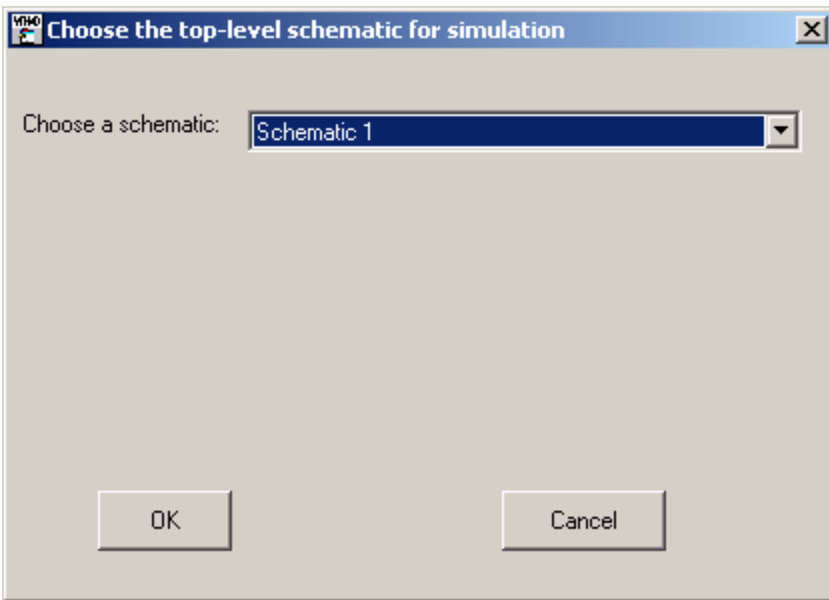 Choose the top-level schematic for simulation
Choose a schematic:
Schematic 1
OK
Cancel